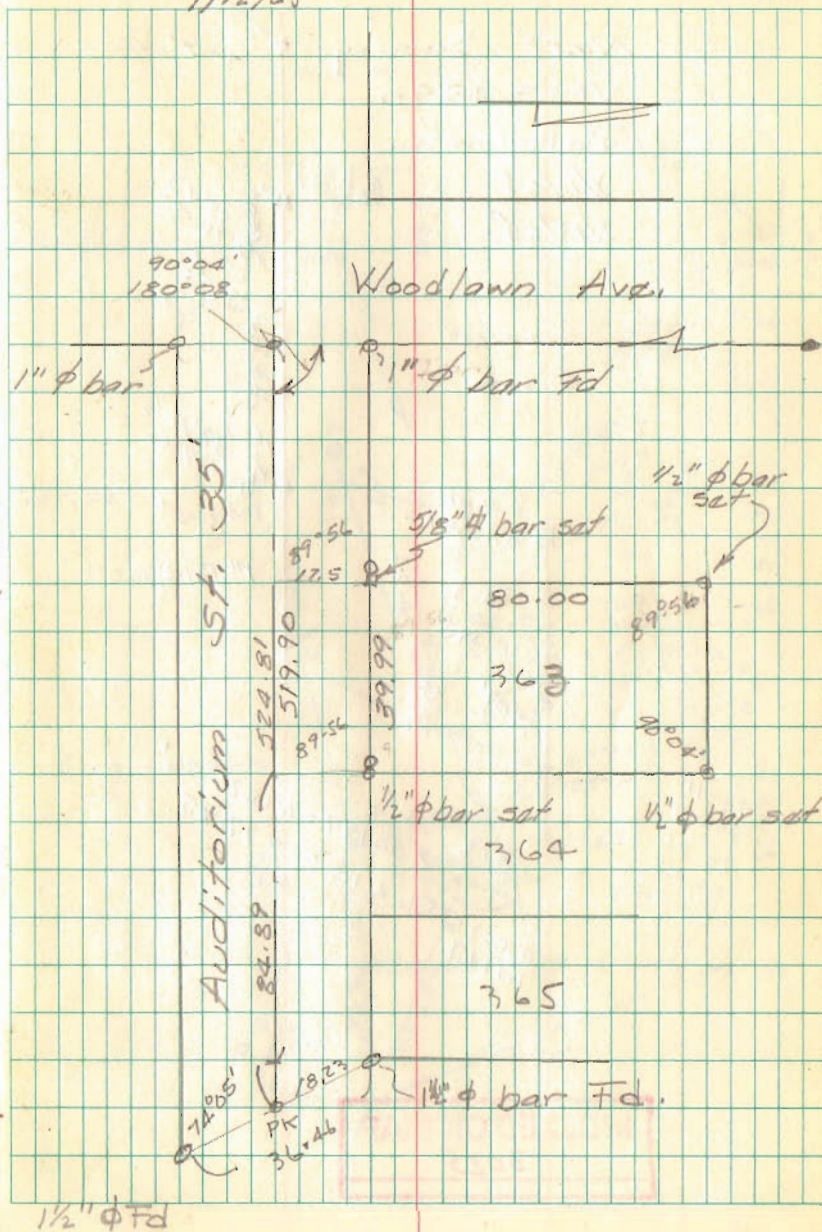 90°04'
180°08
Woodlawn Ave.
1" ϕ bar
1" ϕ bar Fd
St. 35'
1/2" ϕ bar
set
5/8" ϕ bar set
89°56
17.5
80.00
89°56
524.81
519.90
39.99
363
89-56
90°04'
1/2" ϕ bar set
1/2" ϕ bar set
364
Auditorium
84.89
365
18.23
1½" ϕ bar Fd.
74°05'
PK
36.46
1½" ϕ Fd